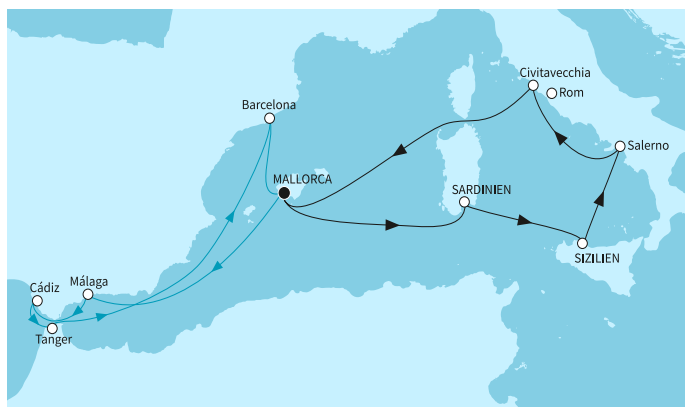 Civitavecchia
Rom
Barcelona
Salerno
MALLORCA
SARDINIEN
SIZILIEN
Málaga
Cádiz
Tanger